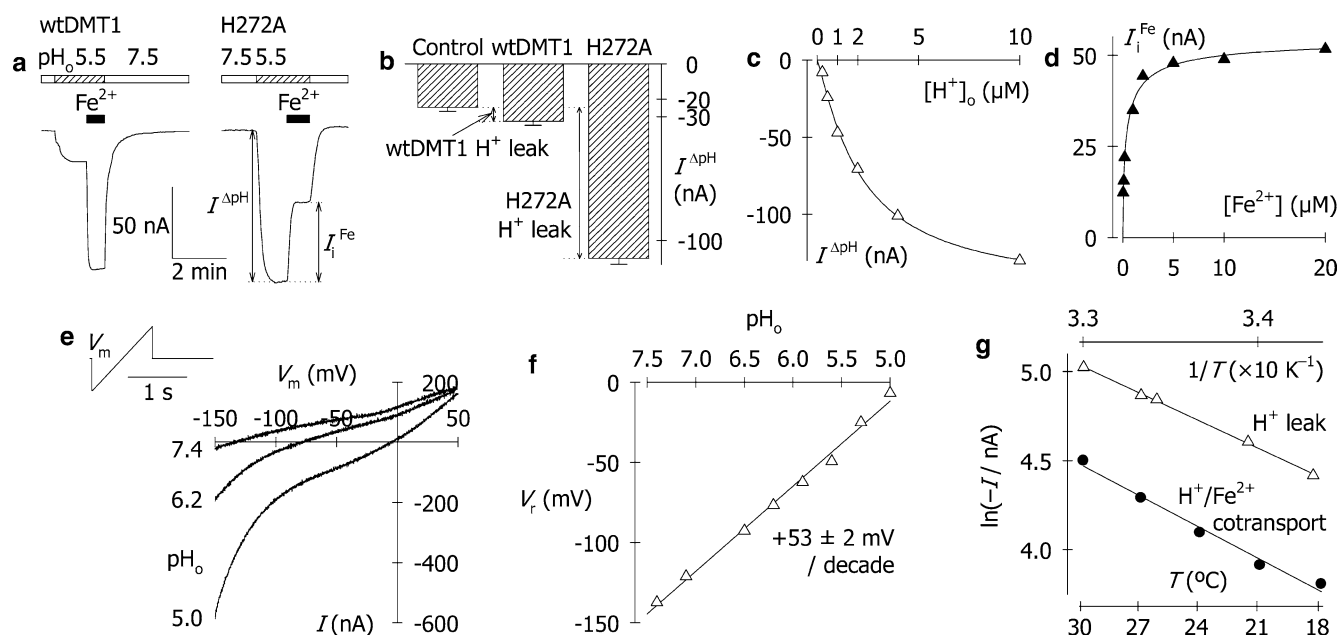 a
wtDMT1
pHo 5.5 7.5
Fe2+
50 nA
2 min
H272A
7.5 5.5
Fe2+
I ΔpH
IiFe
b
Control wtDMT1 H272A
0
-20
-30
-100
wtDMT1 H+ leak
H272A
H+ leak
I ΔpH
(nA)
c
0 1 2 10
[H+]o (µM)
0
-50
-100
I ΔpH (nA)
d
IiFe (nA)
50
25
0
[Fe2+] (µM)
0 5 10 20
e
Vm
1 s
Vm (mV)
200
-150 -100 -50 50
7.4
6.2
pHo
5.0
-200
-400
-600
I (nA)
f
pHo
7.5 7.0 6.5 6.0 5.5 5.0
0
-50
-100
-150
Vr (mV)
+53 ± 2 mV
/ decade
g
3.3 3.4
1/T (×10 K−1)
5.0
4.5
4.0
ln(−I / nA)
H+ leak
H+/Fe2+
cotransport
T (ºC)
30 27 24 21 18